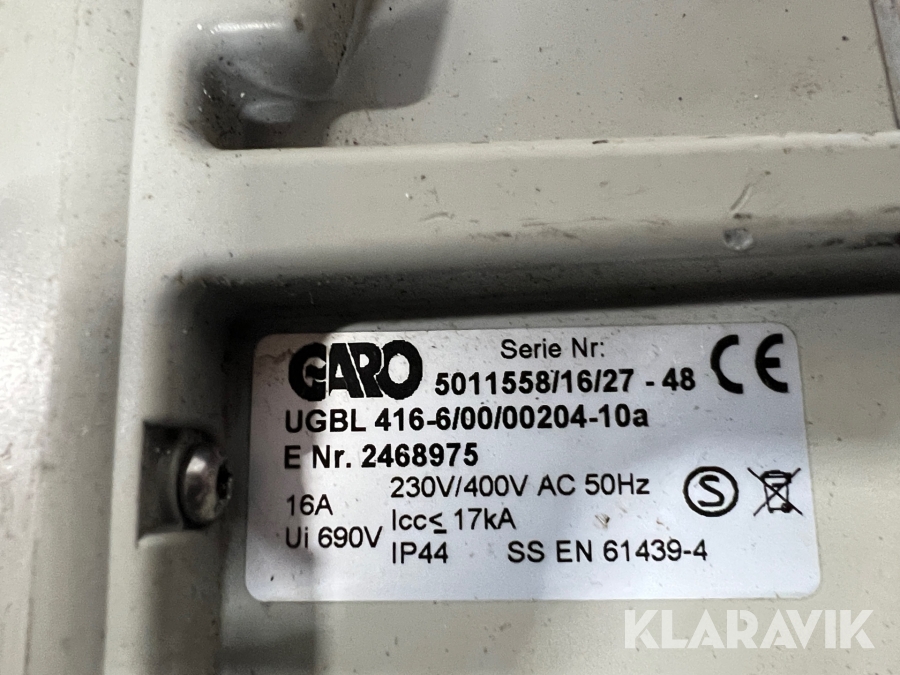 GARO
Serie Nr:
5011558/16/27 - 48
CE
UGBL 416-6/00/00204-10a
E Nr. 2468975
16A
230V/400V AC 50Hz
S
Ui 690V
Icc≤ 17kA
IP44
SS EN 61439-4
KLARAVIK